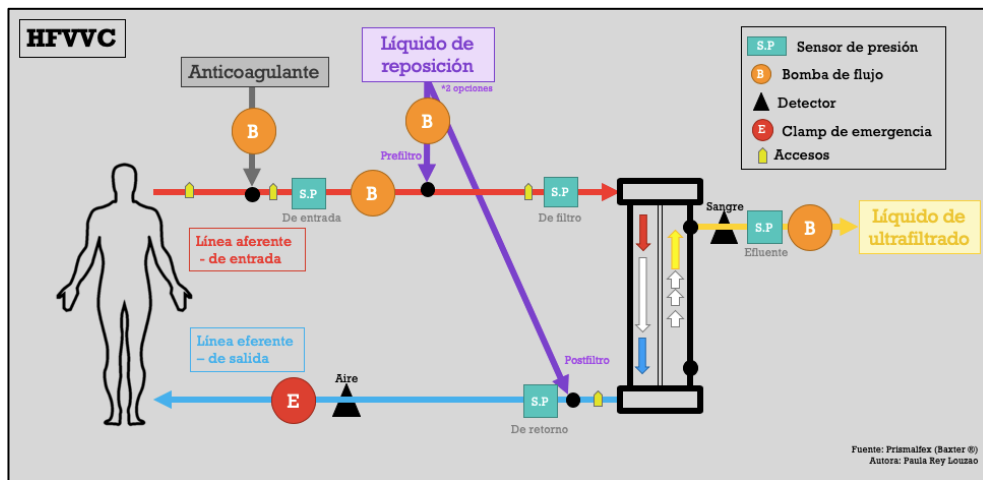 HFVVC
Líquido de
reposición
*2 opciones
Anticoagulante
S.P Sensor de presión
B Bomba de flujo
Detector
E Clamp de emergencia
Accesos
B
B
Prefiltro
S.P
B
S.P
De entrada
De filtro
Sangre
S.P
B
Efluente
Líquido de
ultrafiltrado
Línea aferente
- de entrada
Línea eferente
– de salida
Postfiltro
Aire
E
S.P
De retorno
Fuente: Prismalfex (Baxter ®)
Autora: Paula Rey Louzao